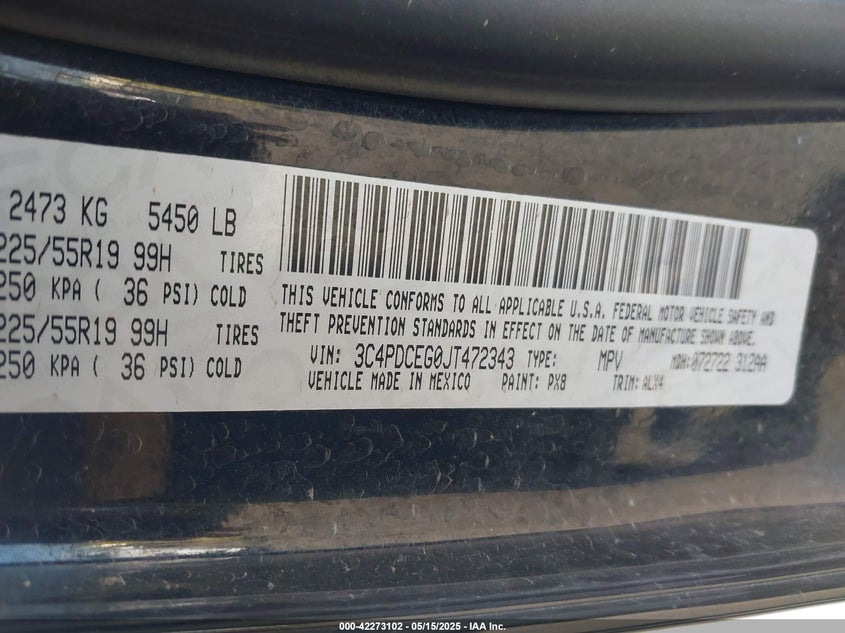 2473 KG 5450 LB
225/55R19 99H TIRES
250 KPA ( 36 PSI) COLD
225/55R19 99H TIRES
250 KPA ( 36 PSI) COLD
THIS VEHICLE CONFORMS TO ALL APPLICABLE U.S.A. FEDERAL MOTOR VEHICLE SAFETY AND
THEFT PREVENTION STANDARDS IN EFFECT ON THE DATE OF MANUFACTURE SHOWN ABOVE.
VIN: 3C4PDCEG0JT472343 TYPE: MPV MDH: 072722 312AA
VEHICLE MADE IN MEXICO PAINT: PX8 TRIM: ALX4
000-42273102 - 05/15/2025 - IAA Inc.